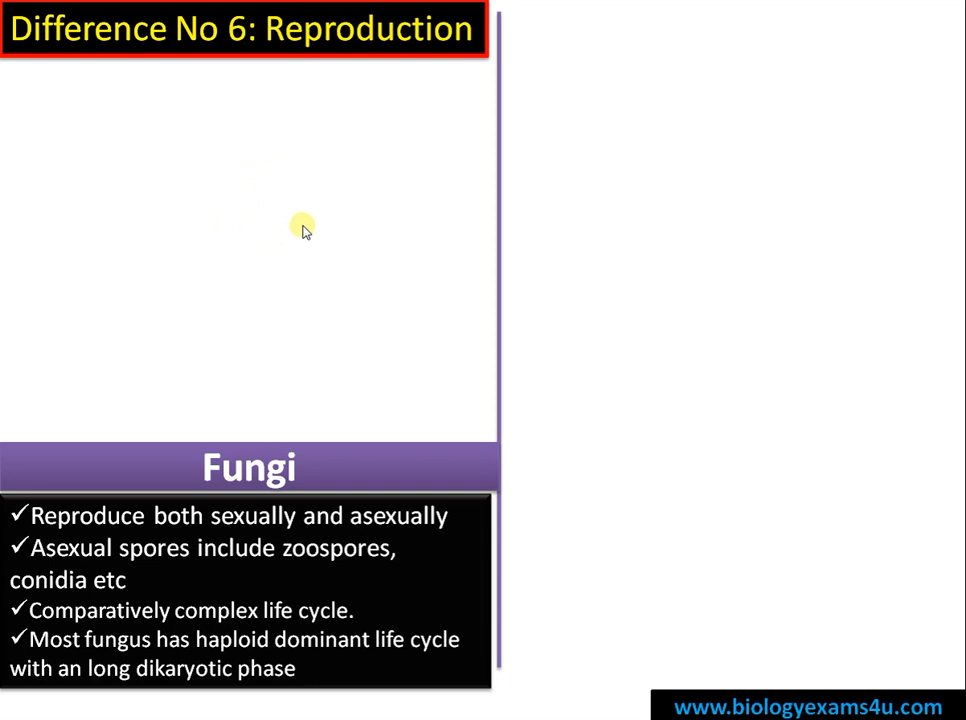 Difference No 6: Reproduction
Fungi
✓Reproduce both sexually and asexually
✓Asexual spores include zoospores,
conidia etc
✓Comparatively complex life cycle.
✓Most fungus has haploid dominant life cycle
with an long dikaryotic phase
www.biologyexams4u.com